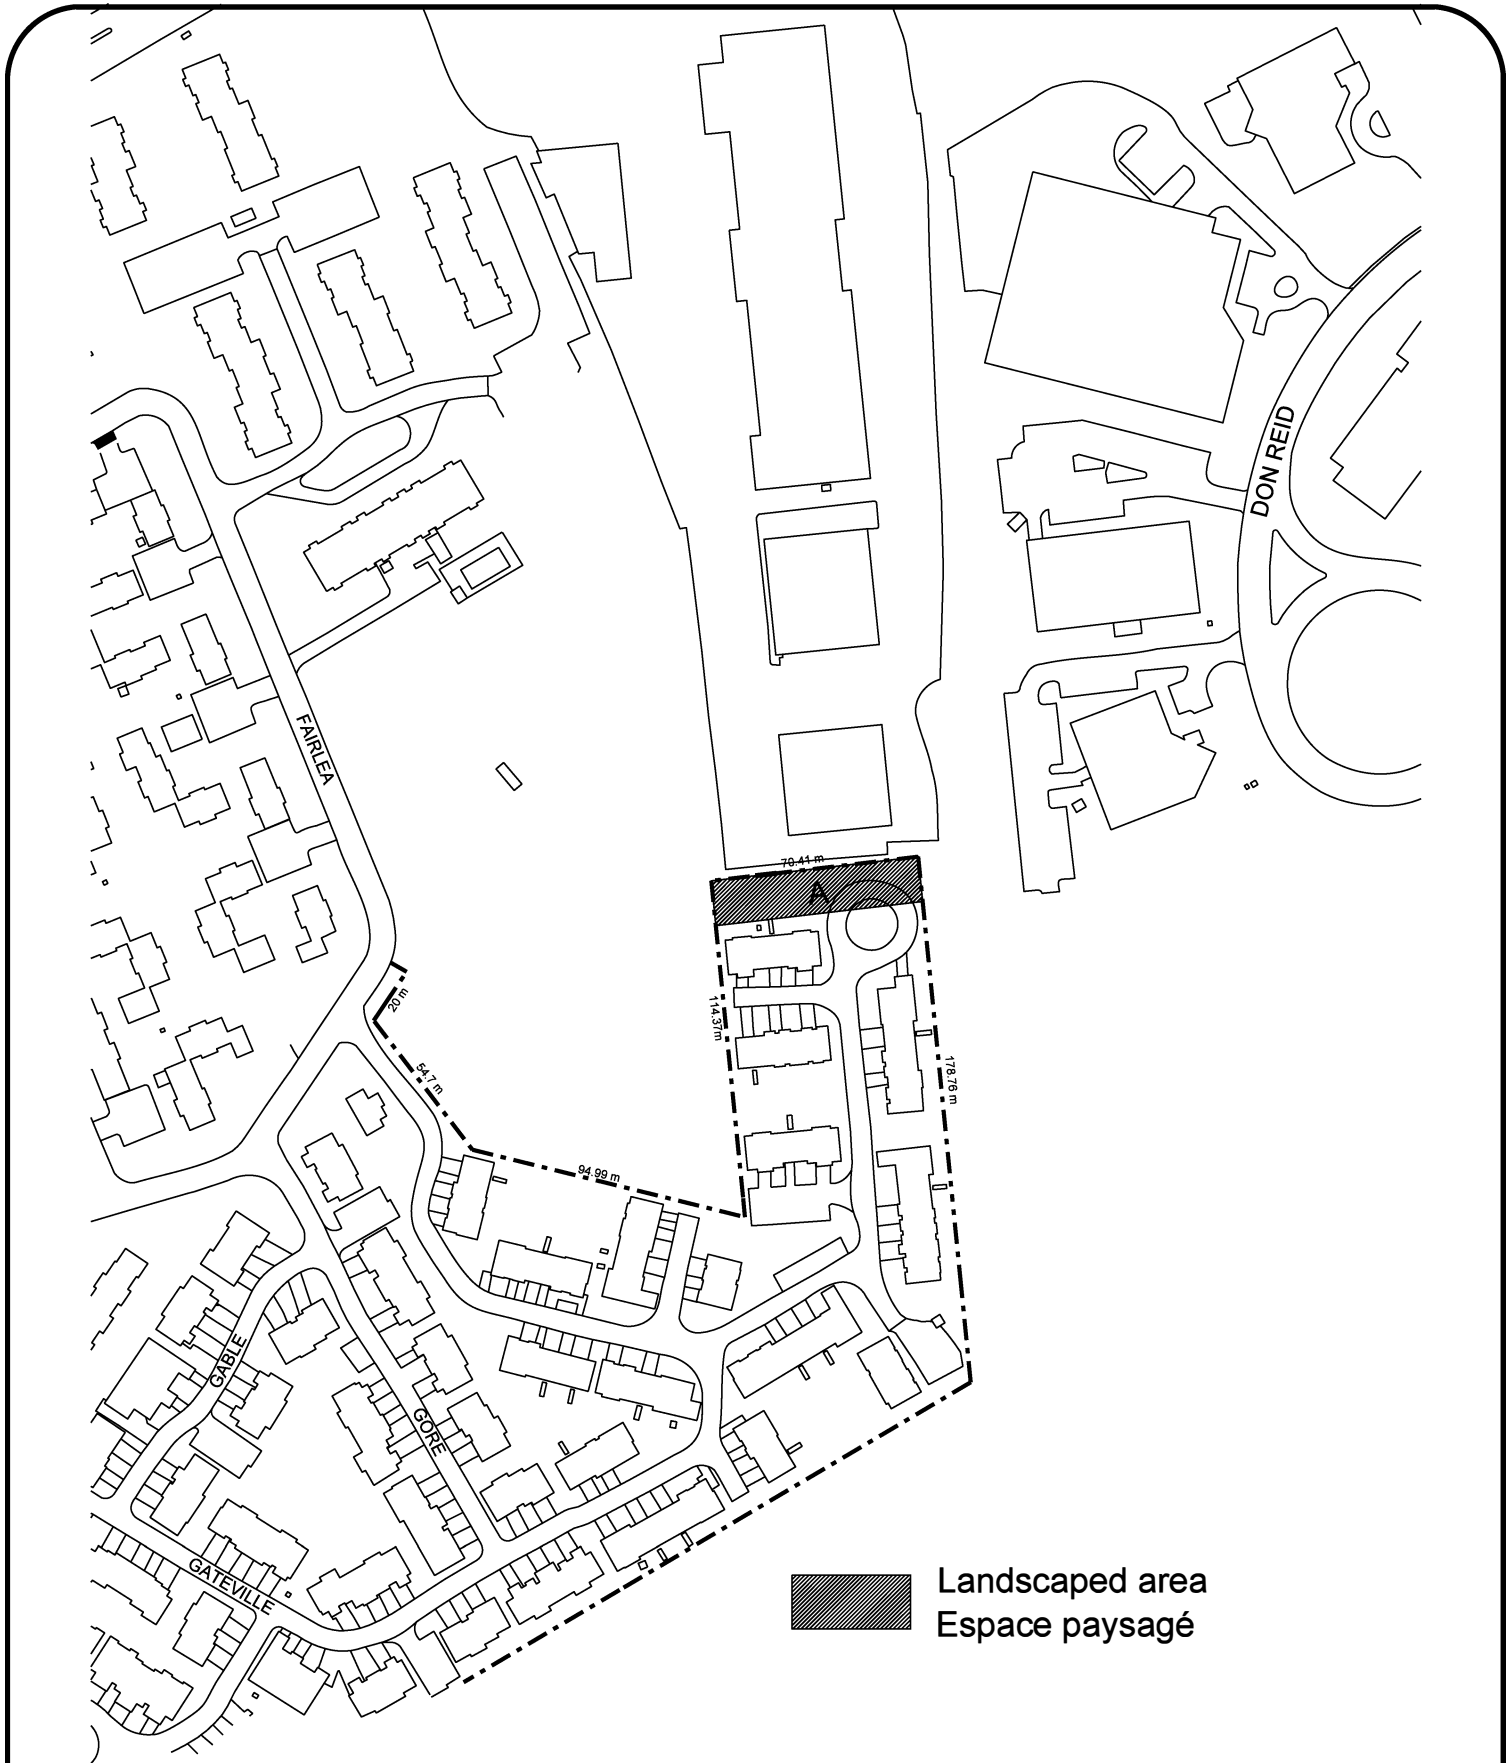 DON REID
FAIRLEA
70.41 m
A
20 m
114.37m
54.7 m
178.76 m
94.99 m
GABLE
GORE
GATEVILLE
Landscaped area
Espace paysagé